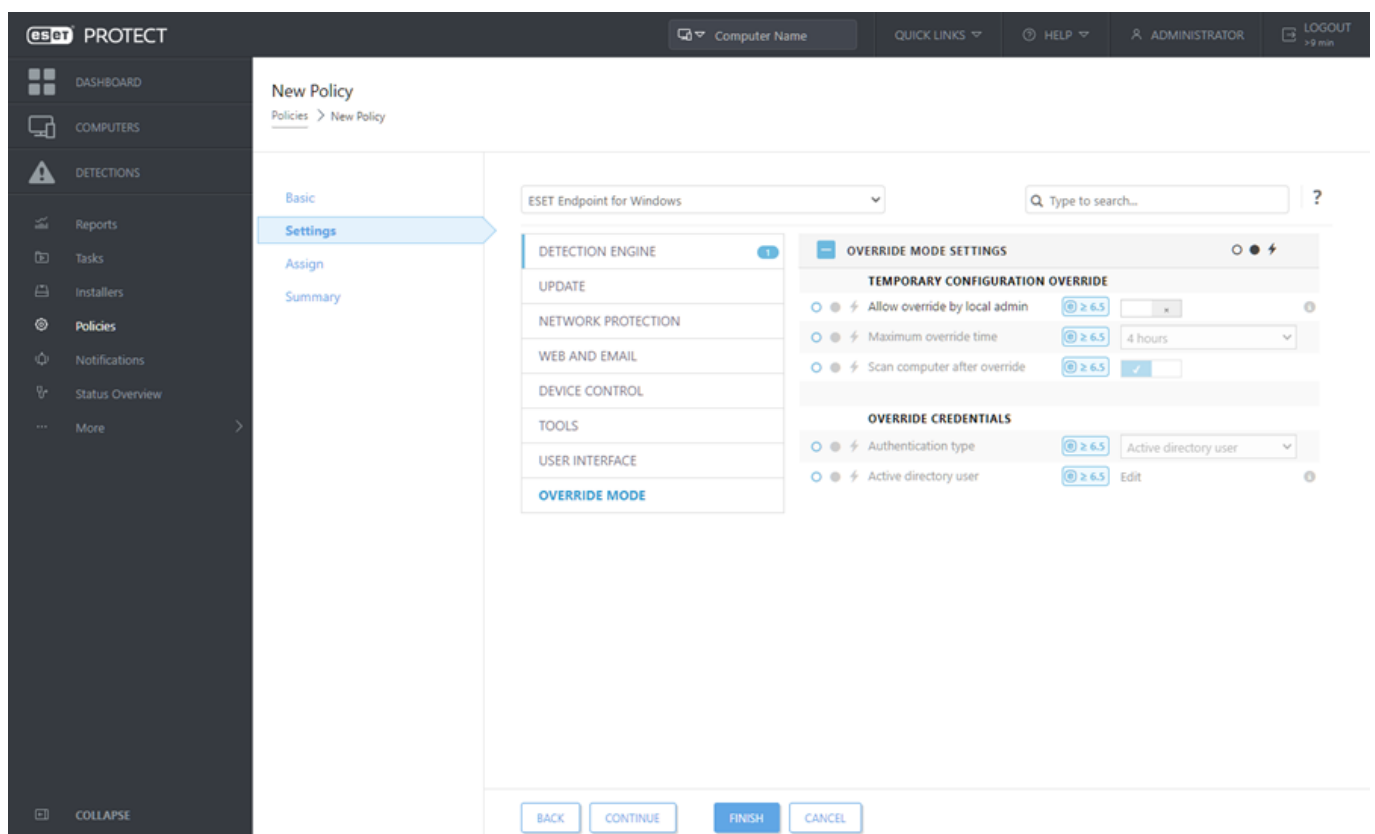 eset PROTECT
Computer Name
QUICK LINKS
HELP
ADMINISTRATOR
LOGOUT
>9 min
DASHBOARD
COMPUTERS
DETECTIONS
Reports
Tasks
Installers
Policies
Notifications
Status Overview
More
COLLAPSE
New Policy
Policies > New Policy
Basic
Settings
Assign
Summary
ESET Endpoint for Windows
Type to search...
?
DETECTION ENGINE 1
UPDATE
NETWORK PROTECTION
WEB AND EMAIL
DEVICE CONTROL
TOOLS
USER INTERFACE
OVERRIDE MODE
OVERRIDE MODE SETTINGS
TEMPORARY CONFIGURATION OVERRIDE
Allow override by local admin ≥ 6.5
Maximum override time ≥ 6.5 4 hours
Scan computer after override ≥ 6.5
OVERRIDE CREDENTIALS
Authentication type ≥ 6.5 Active directory user
Active directory user ≥ 6.5 Edit
BACK CONTINUE FINISH CANCEL